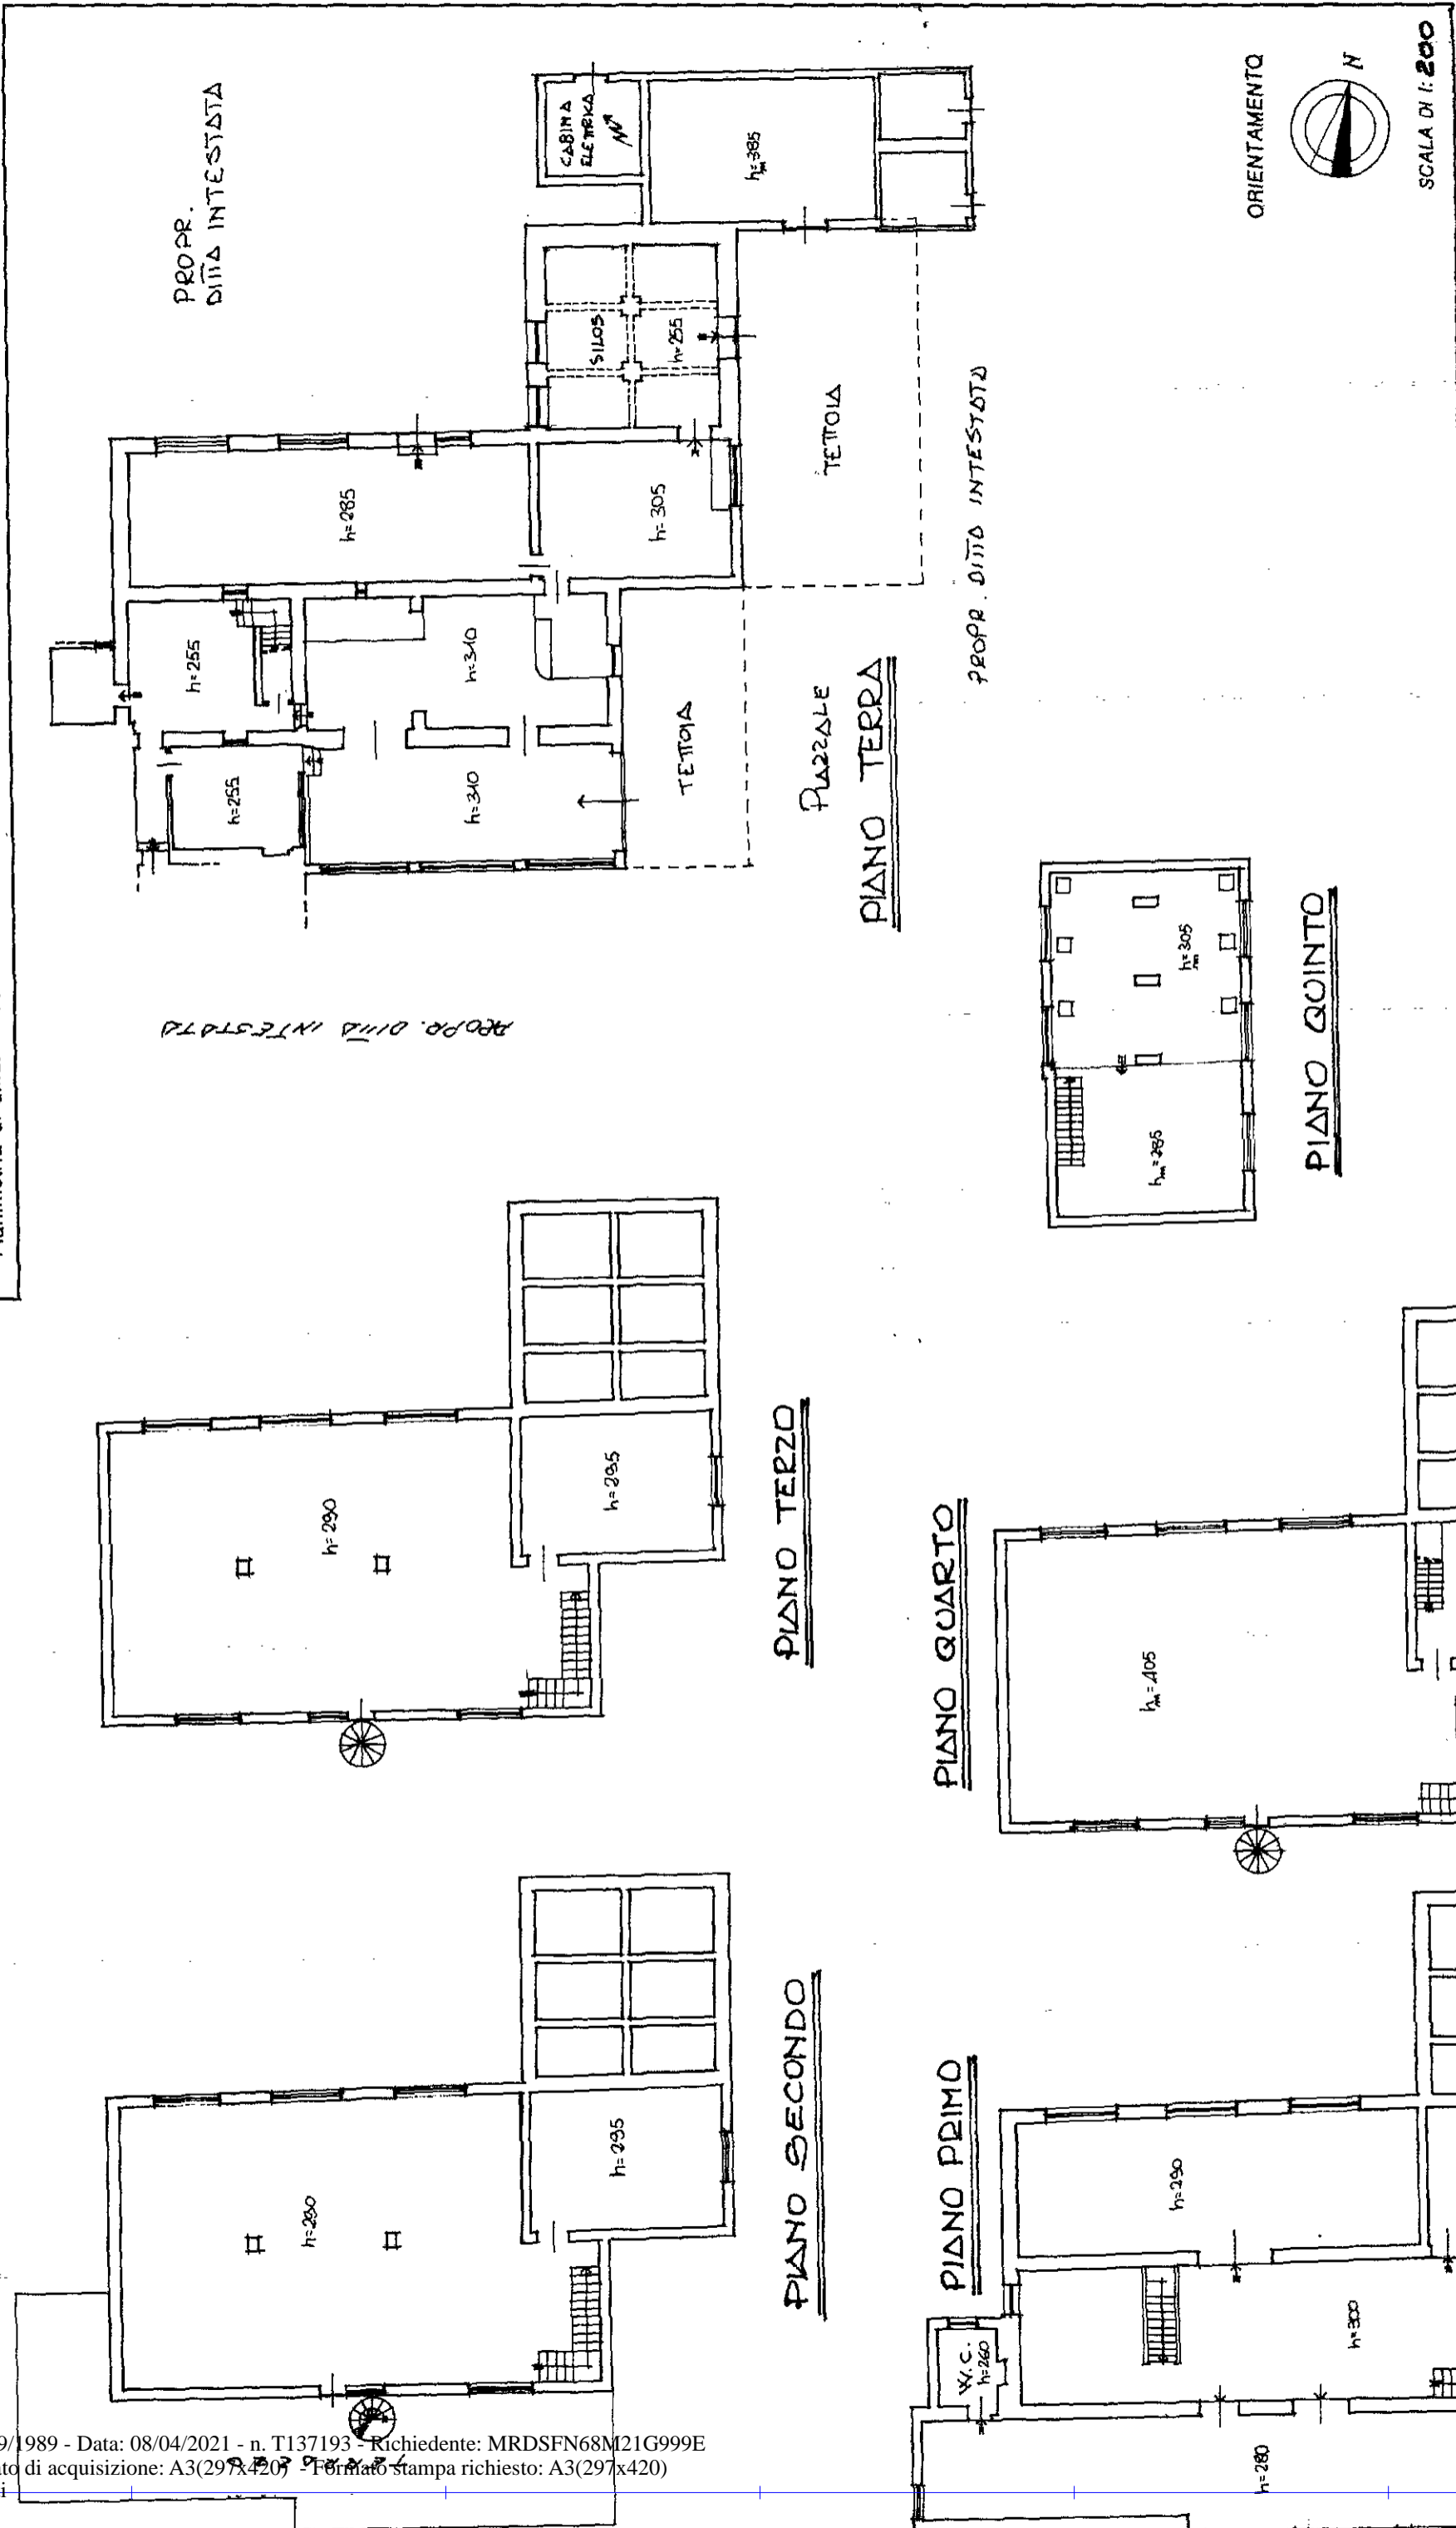 PROPR.
DITTA INTESTATA
CABINA
ELETTRICA
h=385
SILOS
h=255
h=285
h=305
TETTOIA
h=255
h=310
h=255
h=310
TETTOIA
PIAZZALE
PIANO TERRA
PROPR. DITTA INTESTATA
PROPR. DITTA INTESTATA
ORIENTAMENTO
N
SCALA DI 1:200
h=305
PIANO QUINTO
h=290
h=295
PIANO TERZO
PIANO QUARTO
h=290
h=295
PIANO SECONDO
PIANO PRIMO
h=290
W.C.
h=260
h=300
h=280
9/1989 - Data: 08/04/2021 - n. T137193 - Richiedente: MRDSFN68M21G999E
to di acquisizione: A3(297x420) - Formato stampa richiesto: A3(297x420)